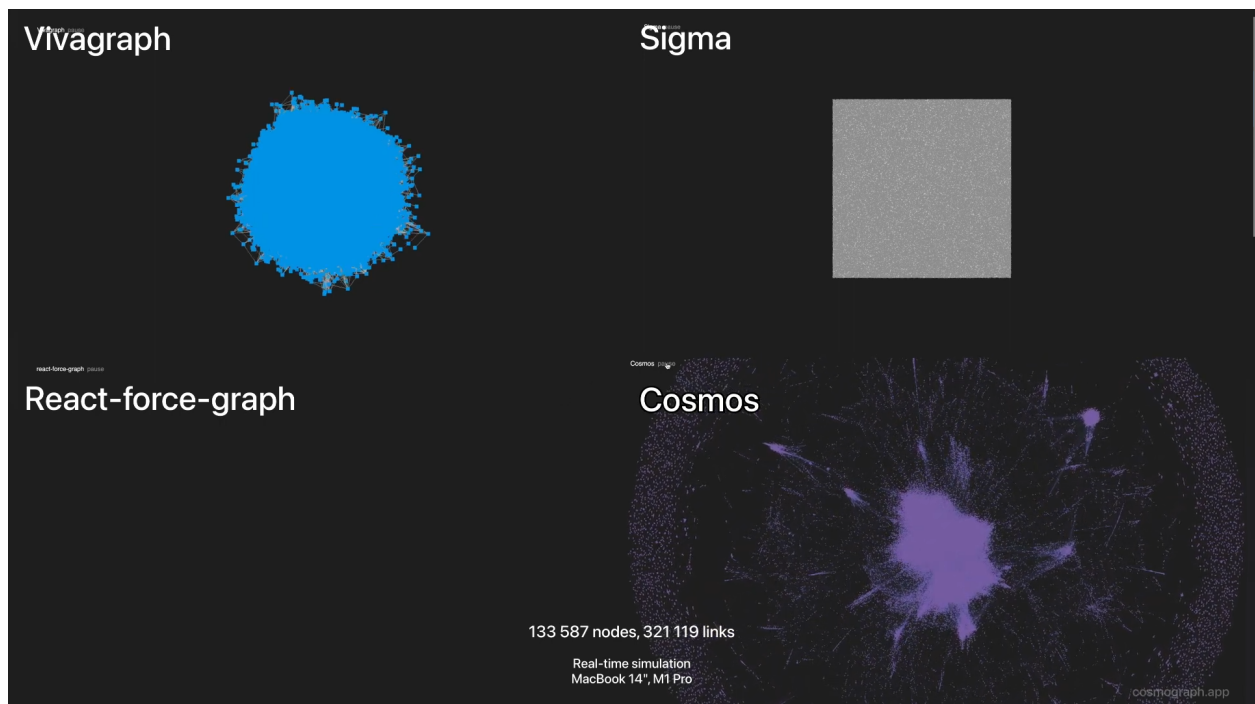 Vivagraph
Sigma
react-force-graph pause
React-force-graph
Cosmos pause
Cosmos
133 587 nodes, 321 119 links
Real-time simulation
MacBook 14", M1 Pro
cosmograph.app